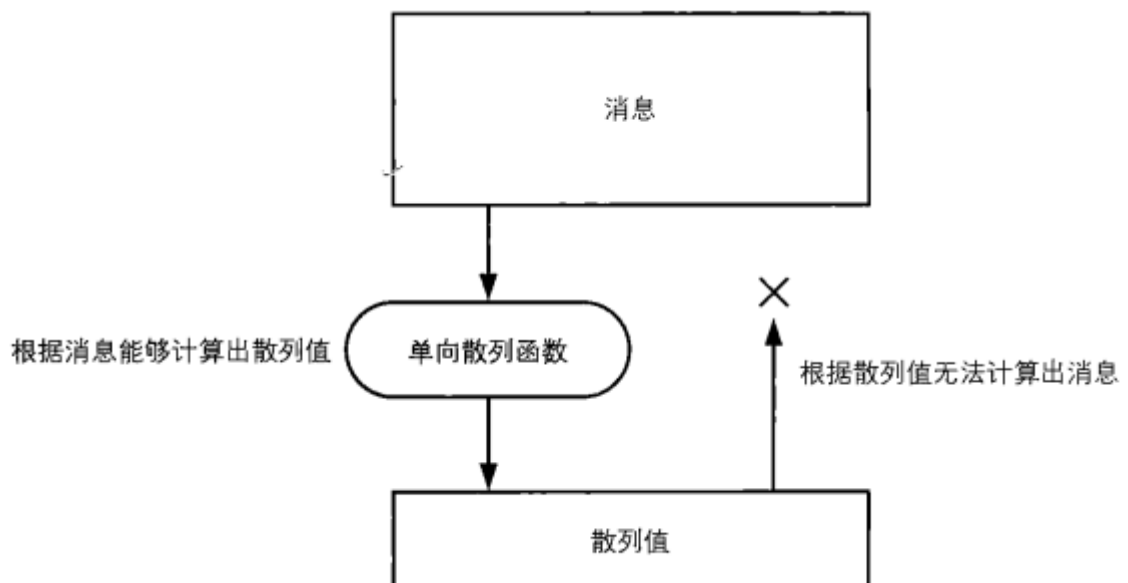 消息
根据消息能够计算出散列值
单向散列函数
根据散列值无法计算出消息
散列值